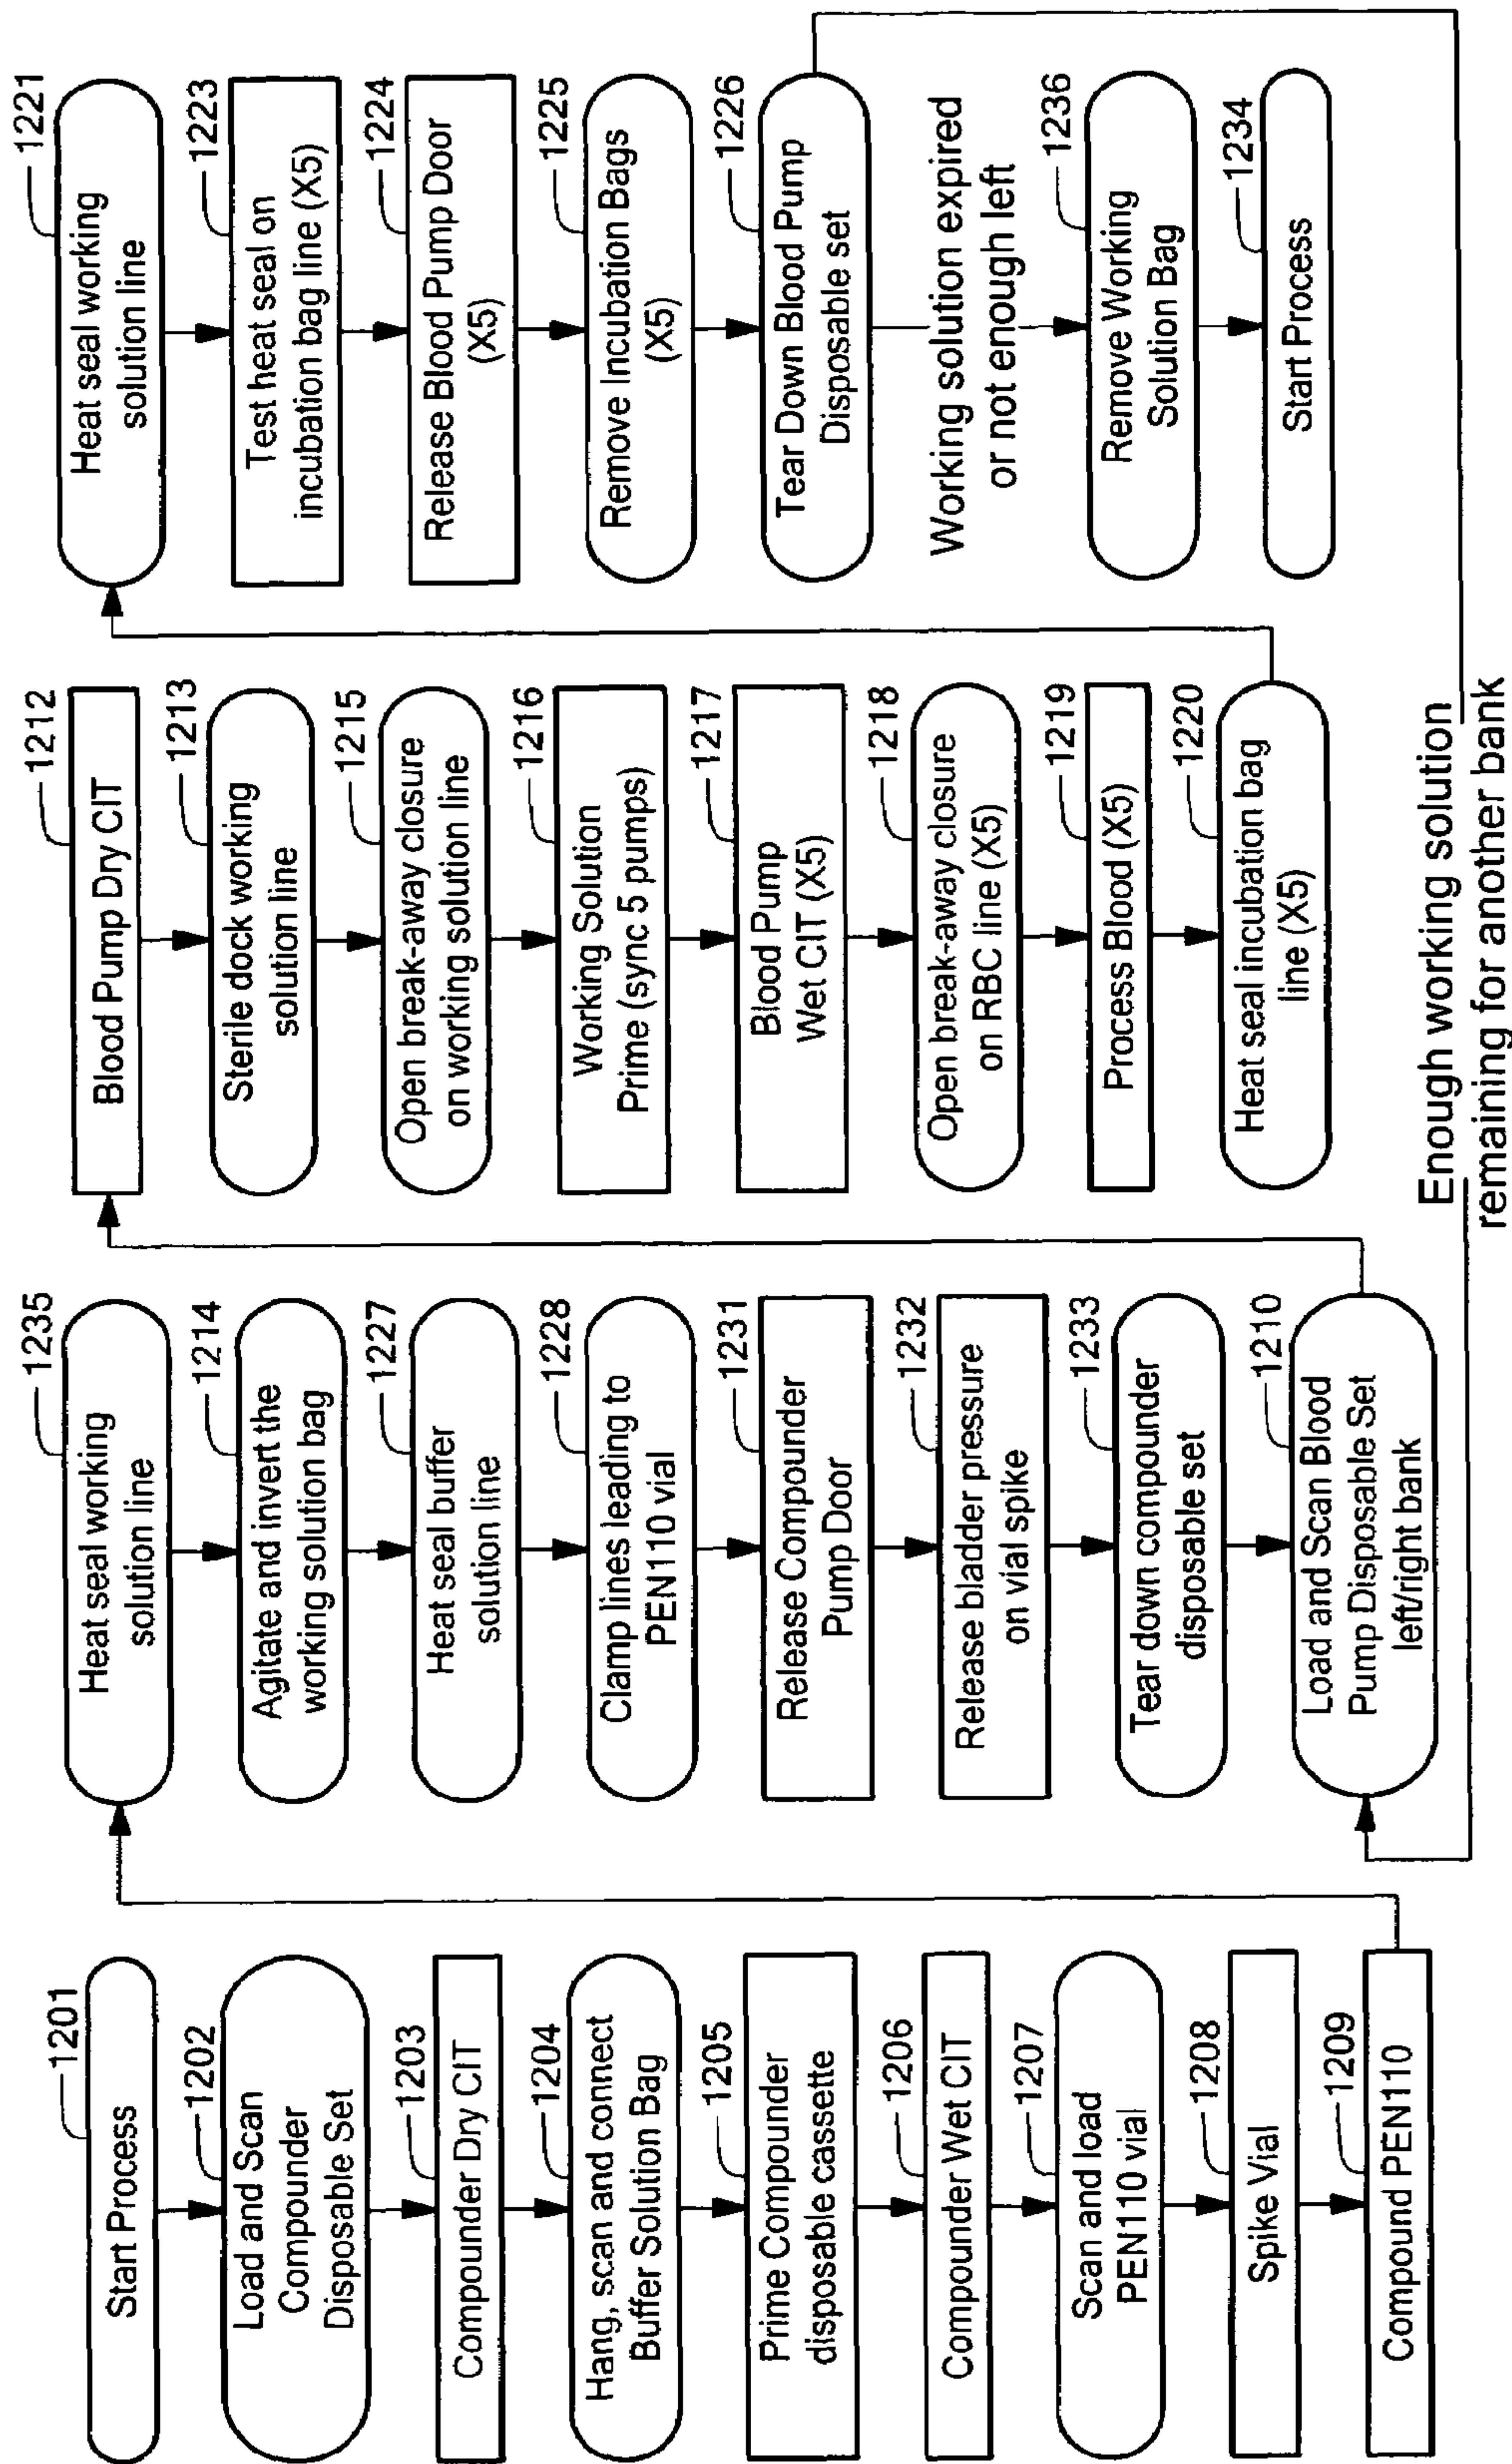 1201
Start Process
1202
Load and Scan
Compounder
Disposable Set
1203
Compounder Dry CIT
1204
Hang, scan and connect
Buffer Solution Bag
1205
Prime Compounder
disposable cassette
1206
Compounder Wet CIT
1207
Scan and load
PEN110 vial
1208
Spike Vial
1209
Compound PEN110
1235
Heat seal working
solution line
1214
Agitate and invert the
working solution bag
1227
Heat seal buffer
solution line
1228
Clamp lines leading to
PEN110 vial
1231
Release Compounder
Pump Door
1232
Release bladder pressure
on vial spike
1233
Tear down compounder
disposable set
1210
Load and Scan Blood
Pump Disposable Set
left/right bank
1212
Blood Pump Dry CIT
1213
Sterile dock working
solution line
1215
Open break-away closure
on working solution line
1216
Working Solution
Prime (sync 5 pumps)
1217
Blood Pump
Wet CIT (X5)
1218
Open break-away closure
on RBC line (X5)
1219
Process Blood (X5)
1220
Heat seal incubation bag
line (X5)
1221
Heat seal working
solution line
1223
Test heat seal on
incubation bag line (X5)
1224
Release Blood Pump Door
(X5)
1225
Remove Incubation Bags
(X5)
1226
Tear Down Blood Pump
Disposable set
Working solution expired
or not enough left
1236
Remove Working
Solution Bag
1234
Start Process
Enough working solution
remaining for another bank